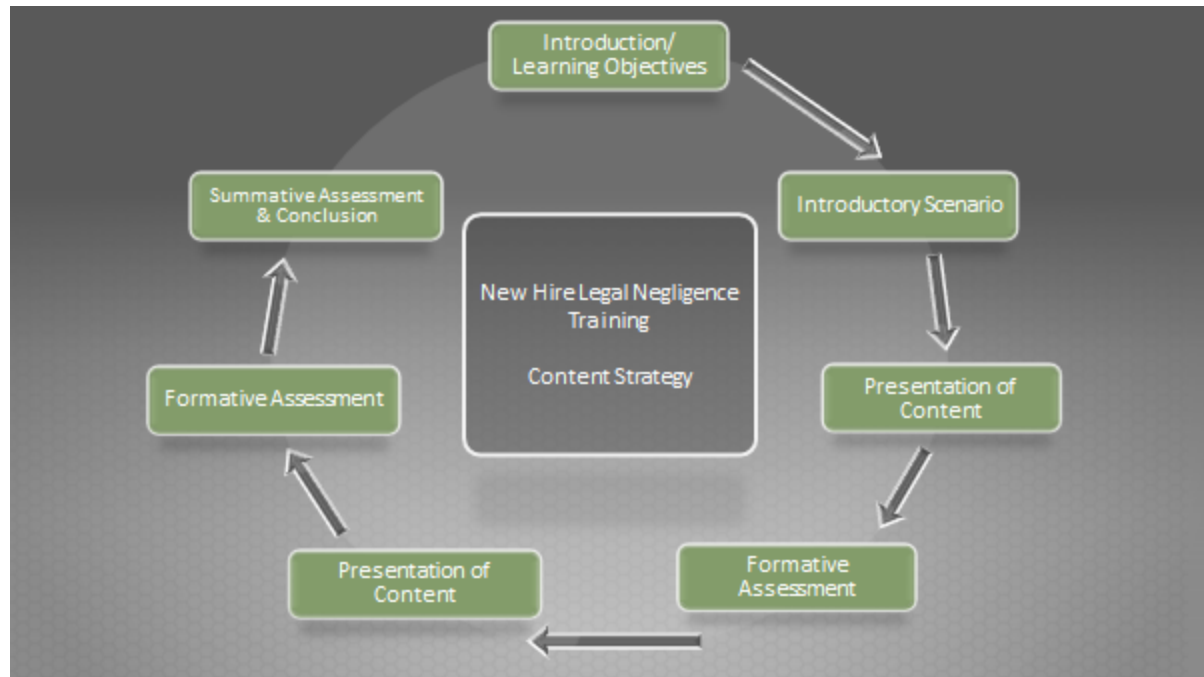 Introduction/
Learning Objectives
Introductory Scenario
Presentation of
Content
Formative
Assessment
Presentation of
Content
Formative Assessment
Summative Assessment
& Conclusion
New Hire Legal Negligence
Training
Content Strategy